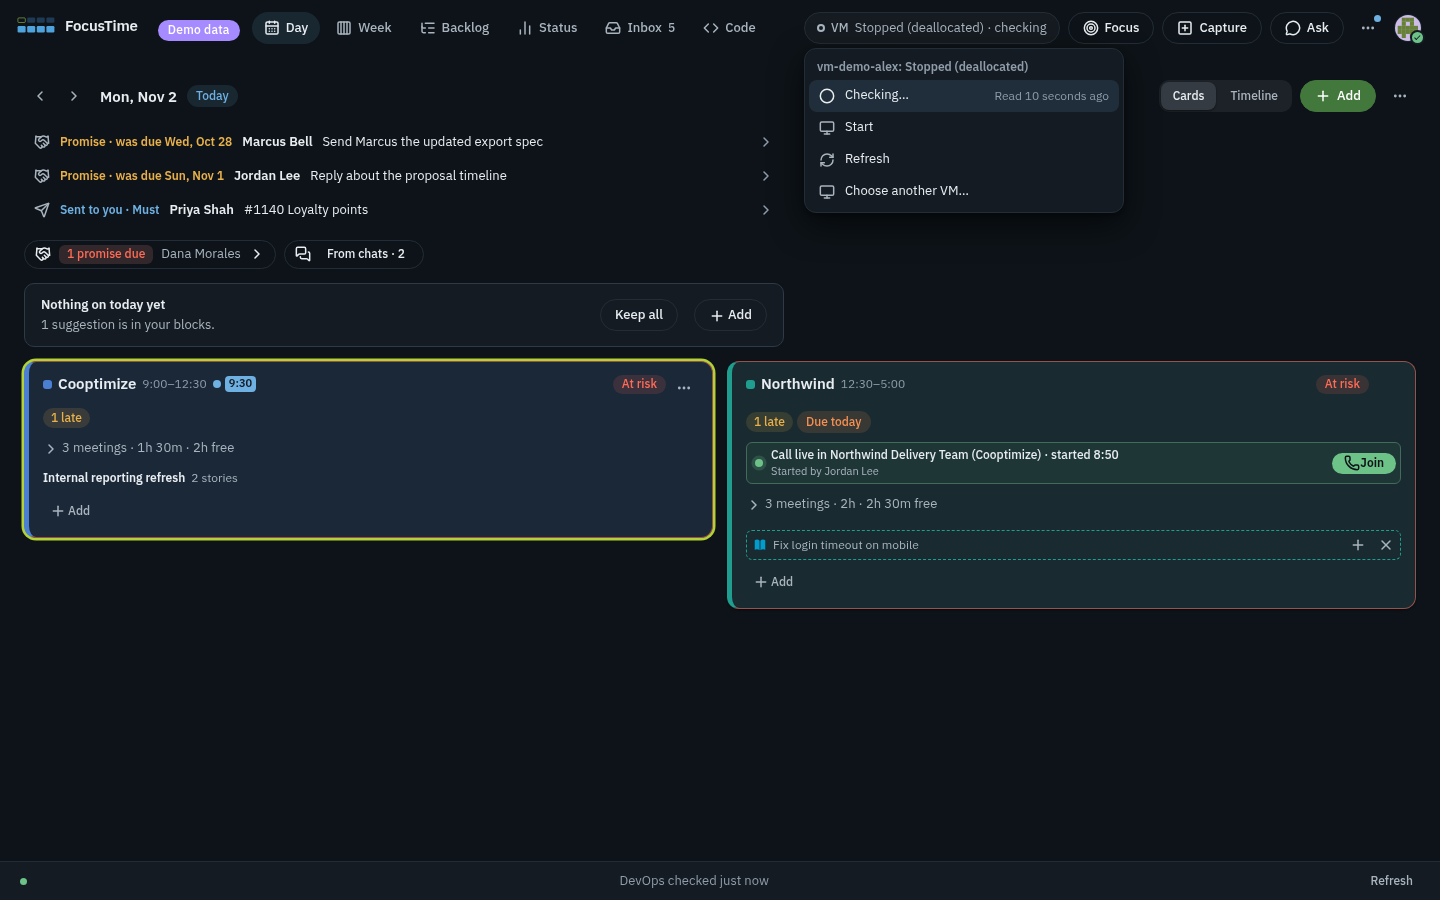 FocusTime
Demo data
Day
Week
Backlog
Status
Inbox 5
Code
VM Stopped (deallocated) · checking
Focus
Capture
Ask
vm-demo-alex: Stopped (deallocated)
Checking... Read 10 seconds ago
Start
Refresh
Choose another VM...
Mon, Nov 2 Today
Cards
Timeline
Add
Promise · was due Wed, Oct 28 Marcus Bell Send Marcus the updated export spec
Promise · was due Sun, Nov 1 Jordan Lee Reply about the proposal timeline
Sent to you · Must Priya Shah #1140 Loyalty points
1 promise due Dana Morales
From chats · 2
Nothing on today yet
1 suggestion is in your blocks.
Keep all
Add
Cooptimize 9:00–12:30 9:30 At risk
1 late
3 meetings · 1h 30m · 2h free
Internal reporting refresh 2 stories
Add
Northwind 12:30–5:00 At risk
1 late Due today
Call live in Northwind Delivery Team (Cooptimize) · started 8:50
Started by Jordan Lee
Join
3 meetings · 2h · 2h 30m free
Fix login timeout on mobile
Add
DevOps checked just now
Refresh